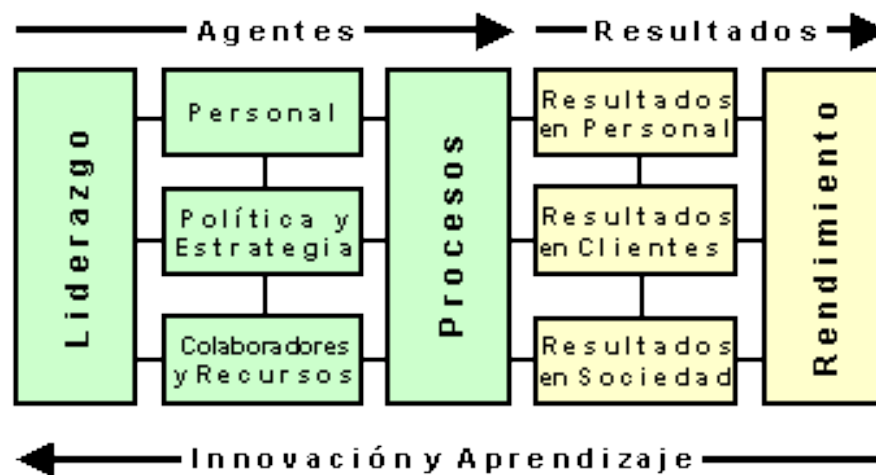 Agentes
Resultados
Liderazgo
Personal
Política y
Estrategia
Colaboradores
y Recursos
Procesos
Resultados
en Personal
Resultados
en Clientes
Resultados
en Sociedad
Rendimiento
Innovación y Aprendizaje